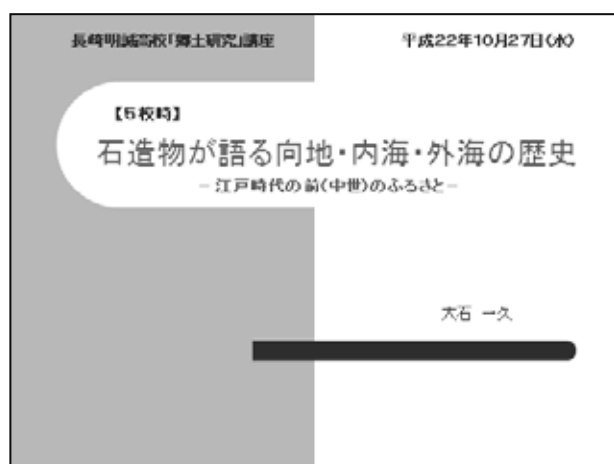 長崎明誠高校「郷土研究」講座
平成22年10月27日(水)
【5校時】
石造物が語る向地・内海・外海の歴史
－江戸時代の前(中世)のふるさと－
大石 一久